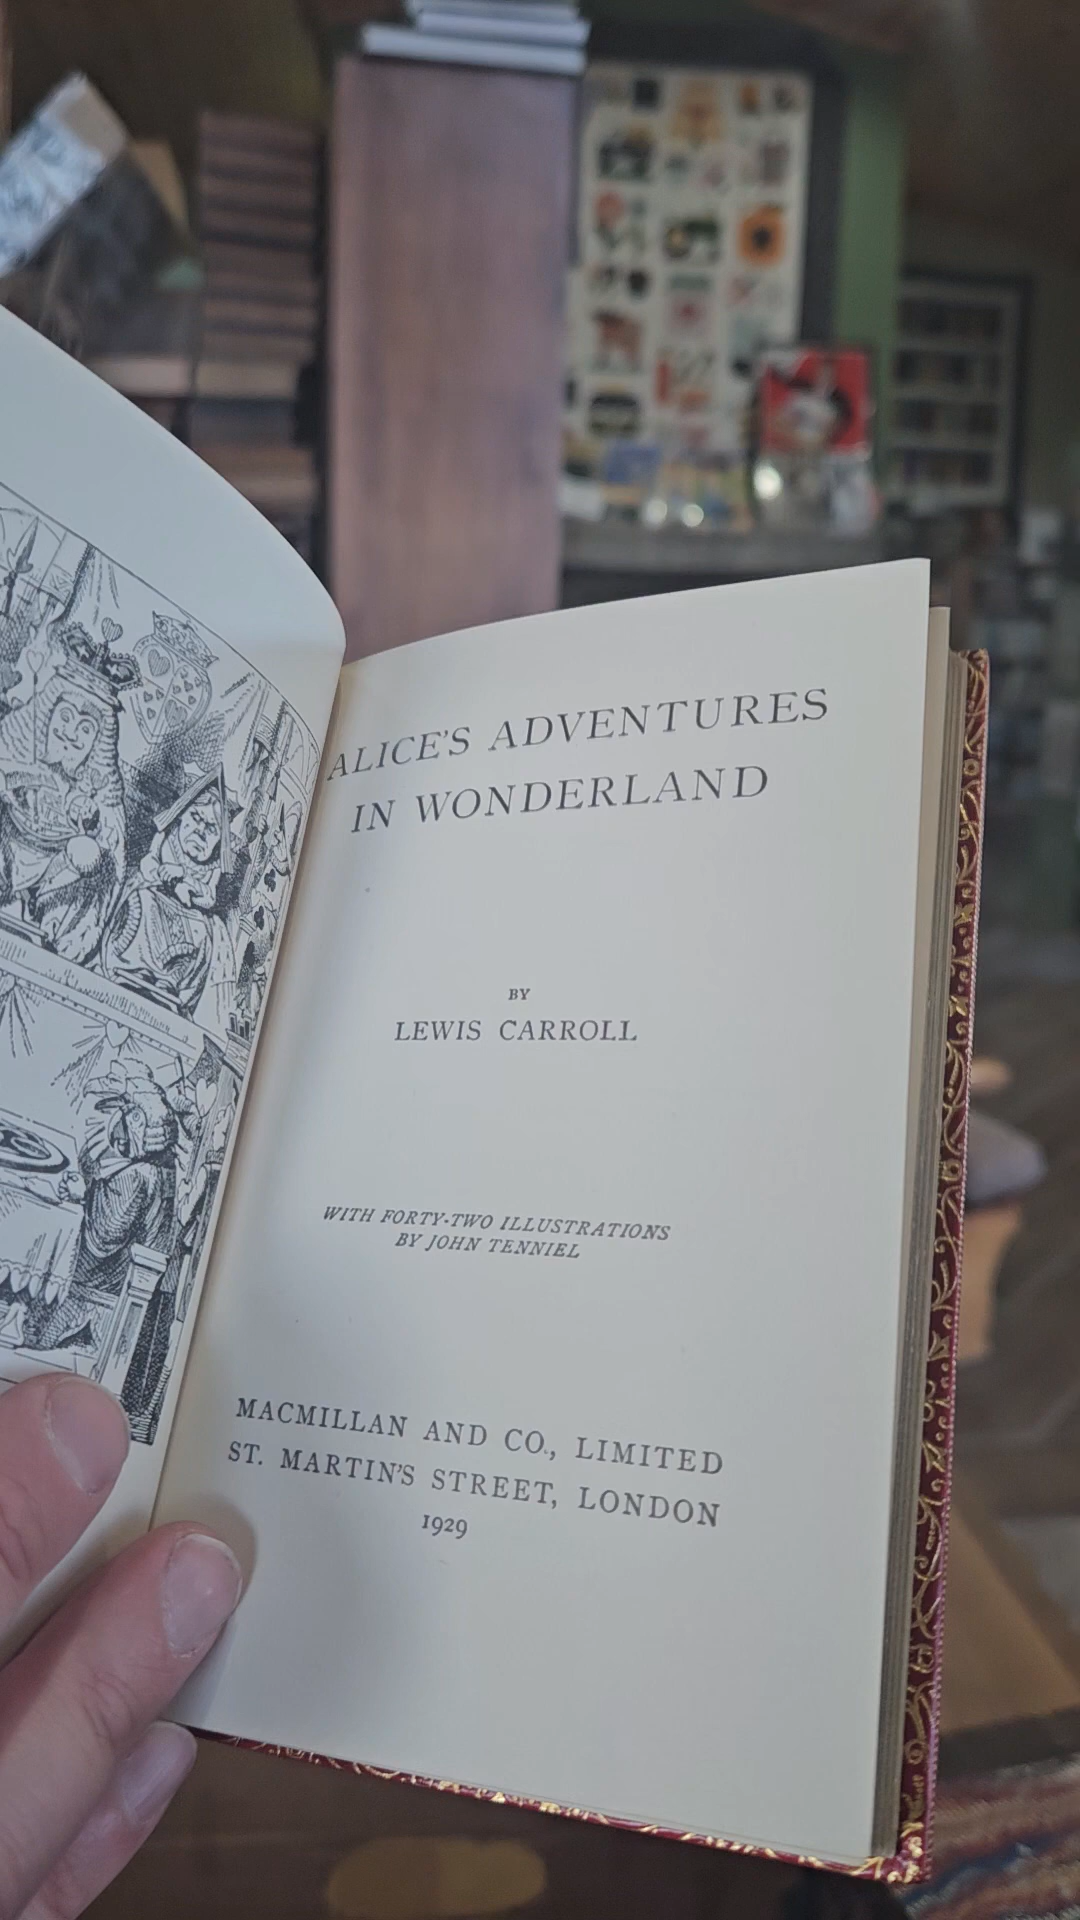 ALICE'S ADVENTURES
IN WONDERLAND
BY
LEWIS CARROLL
WITH FORTY-TWO ILLUSTRATIONS
BY JOHN TENNIEL
MACMILLAN AND CO., LIMITED
ST. MARTIN'S STREET, LONDON
1929